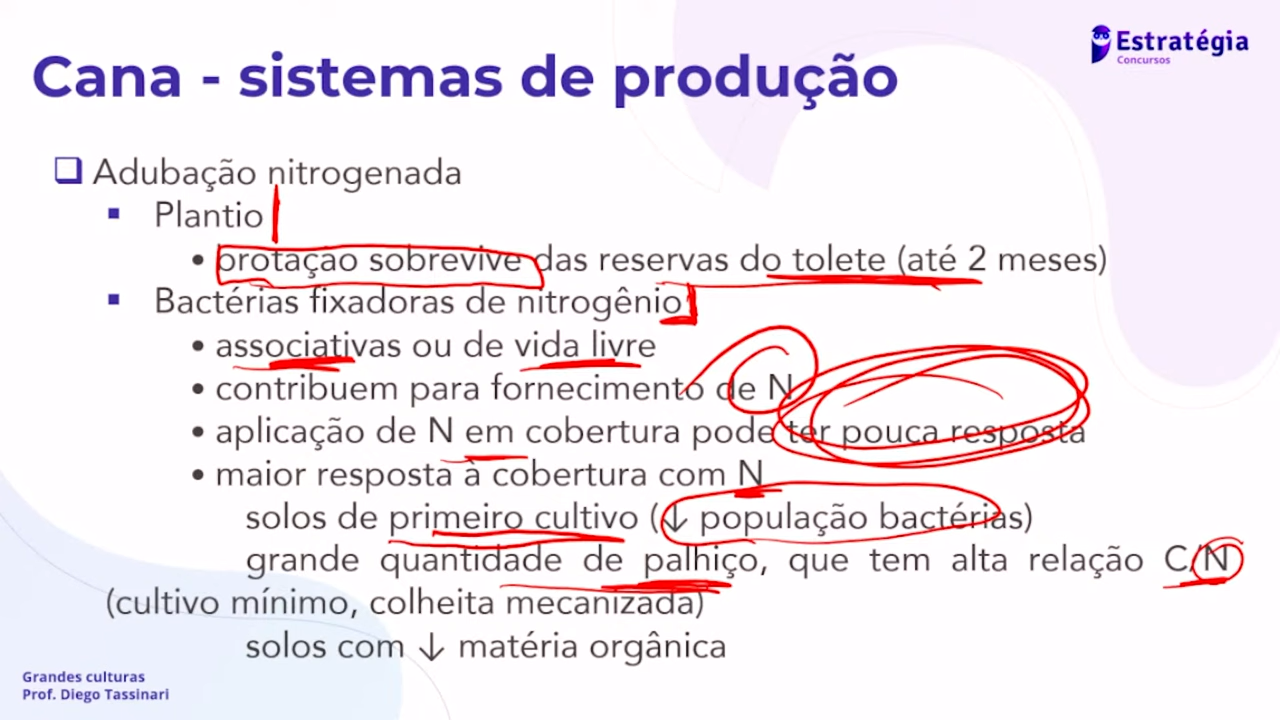 Estratégia
Concursos
Cana - sistemas de produção
❑ Adubação nitrogenada
▪ Plantio
• brotação sobrevive das reservas do tolete (até 2 meses)
▪ Bactérias fixadoras de nitrogênio
• associativas ou de vida livre
• contribuem para fornecimento de N
• aplicação de N em cobertura pode ter pouca resposta
• maior resposta à cobertura com N
solos de primeiro cultivo (↓ população bactérias)
grande quantidade de palhiço, que tem alta relação C/N
(cultivo mínimo, colheita mecanizada)
solos com ↓ matéria orgânica
Grandes culturas
Prof. Diego Tassinari